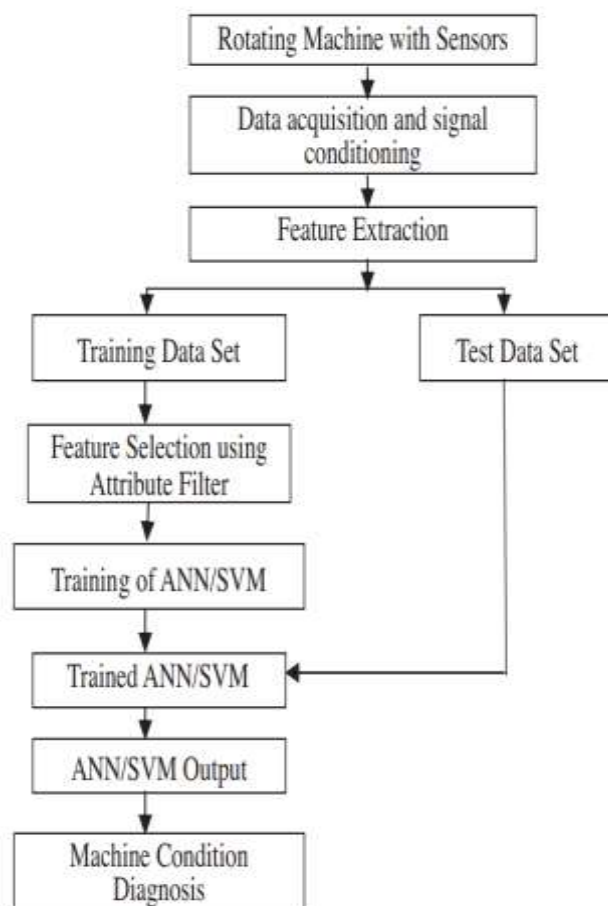 Rotating Machine with Sensors
Data acquisition and signal
conditioning
Feature Extraction
Training Data Set
Test Data Set
Feature Selection using
Attribute Filter
Training of ANN/SVM
Trained ANN/SVM
ANN/SVM Output
Machine Condition
Diagnosis